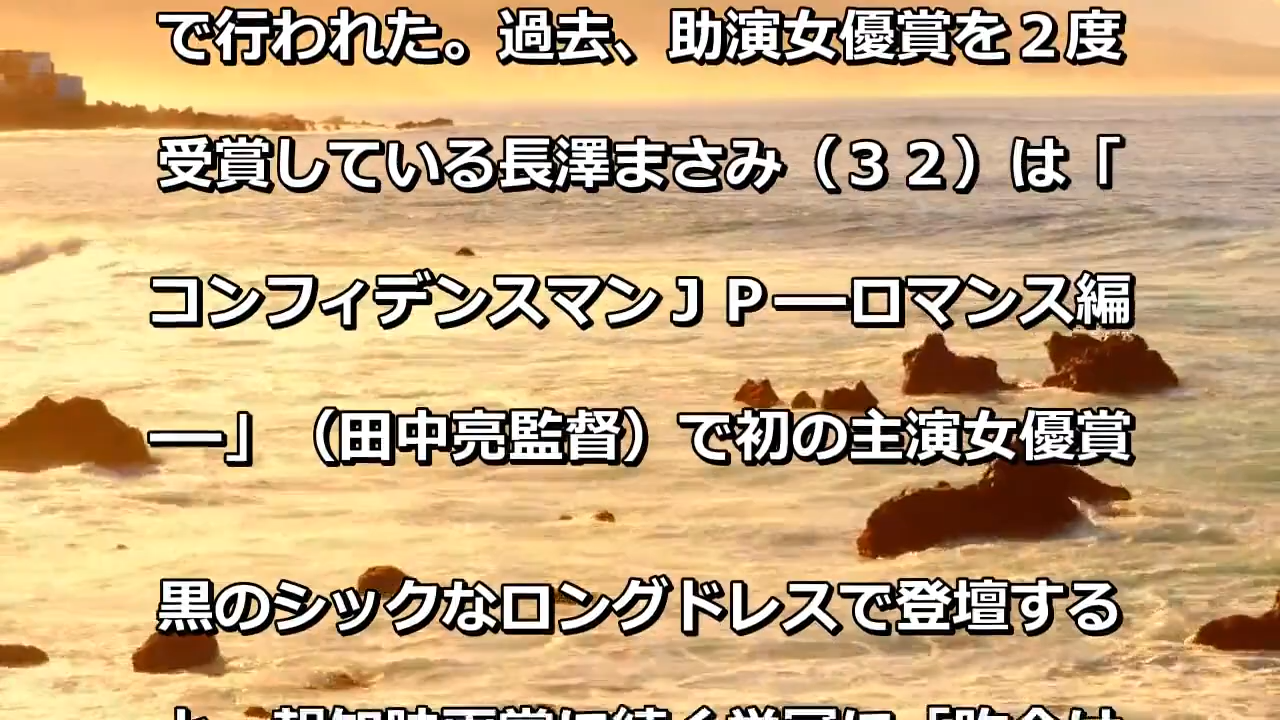 で行われた。過去、助演女優賞を２度
受賞している長澤まさみ（３２）は「
コンフィデンスマンＪＰ━ロマンス編
━」（田中亮監督）で初の主演女優賞
黒のシックなロングドレスで登壇する